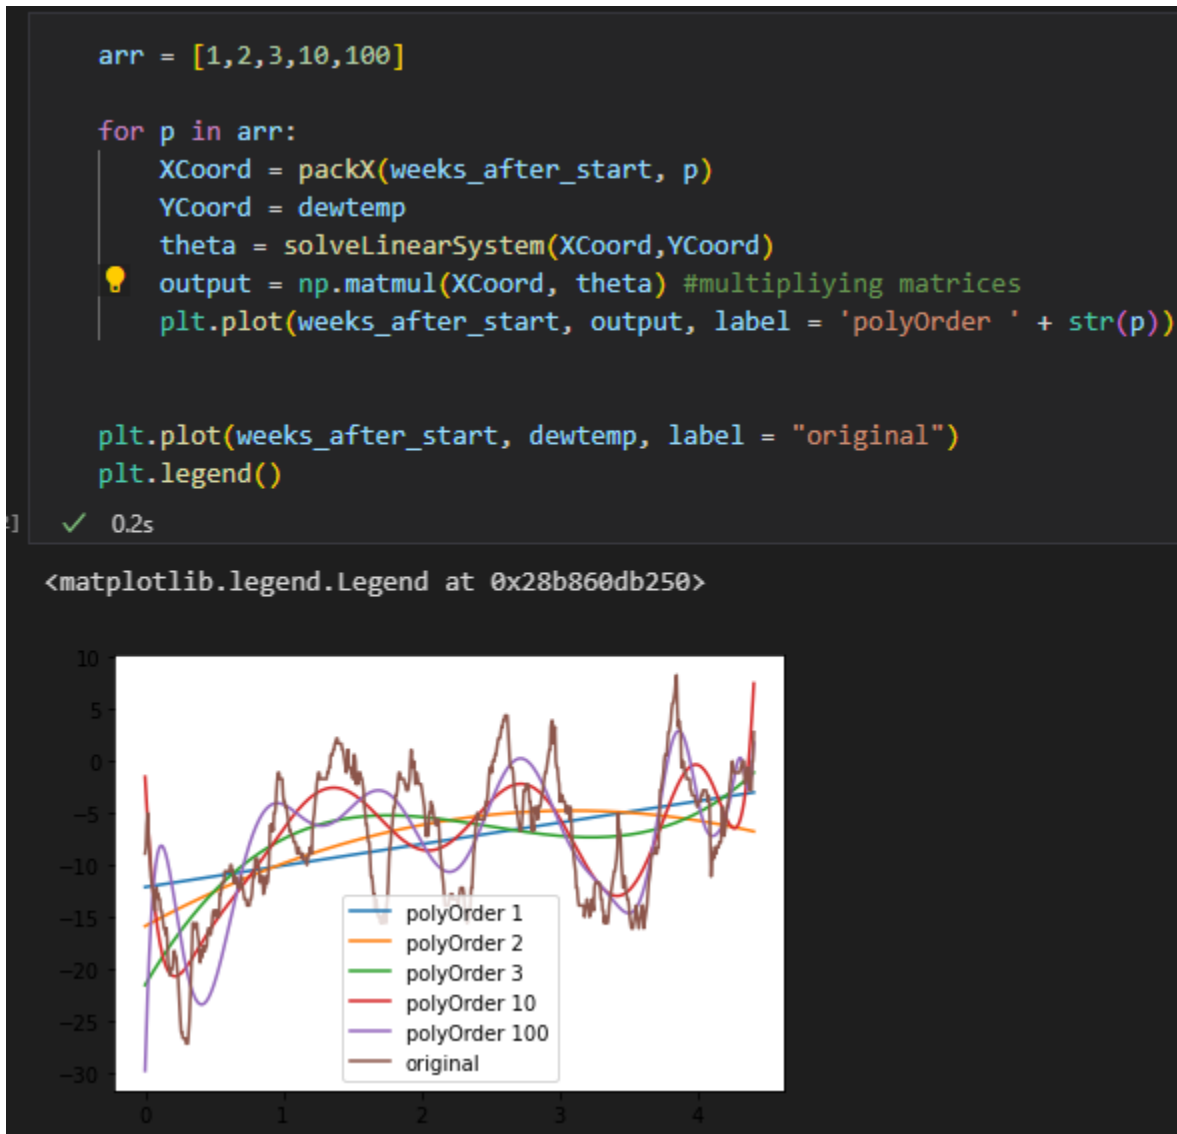 arr = [1,2,3,10,100]
for p in arr:
XCoord = packX(weeks_after_start, p)
YCoord = dewtemp
theta = solveLinearSystem(XCoord,YCoord)
output = np.matmul(XCoord, theta) #multipliying matrices
plt.plot(weeks_after_start, output, label = 'polyOrder ' + str(p))
plt.plot(weeks_after_start, dewtemp, label = "original")
plt.legend()
0.2s
<matplotlib.legend.Legend at 0x28b860db250>
10
5
0
−5
−10
−15
−20
−25
−30
polyOrder 1
polyOrder 2
polyOrder 3
polyOrder 10
polyOrder 100
original
0 1 2 3 4